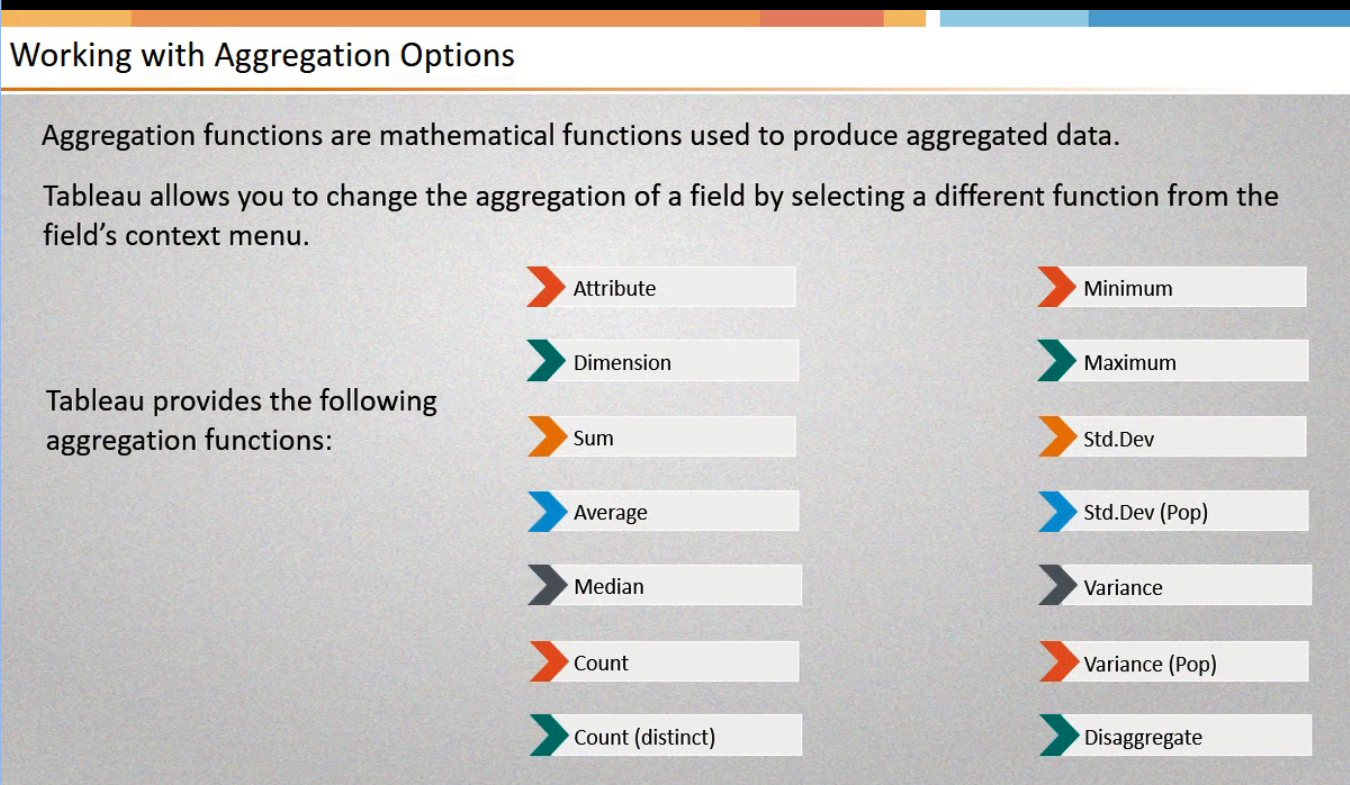 Working with Aggregation Options
Aggregation functions are mathematical functions used to produce aggregated data.
Tableau allows you to change the aggregation of a field by selecting a different function from the
field’s context menu.
Tableau provides the following
aggregation functions:
Attribute
Dimension
Sum
Average
Median
Count
Count (distinct)
Minimum
Maximum
Std.Dev
Std.Dev (Pop)
Variance
Variance (Pop)
Disaggregate